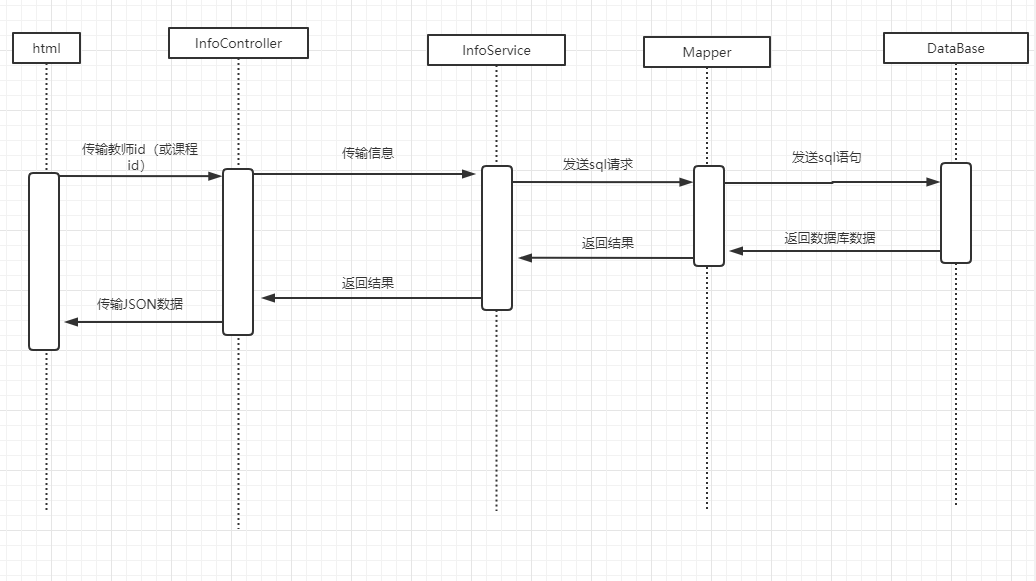 html
InfoController
InfoService
Mapper
DataBase
传输教师id（或课程
id）
传输信息
发送sql请求
发送sql语句
返回数据库数据
返回结果
返回结果
传输JSON数据